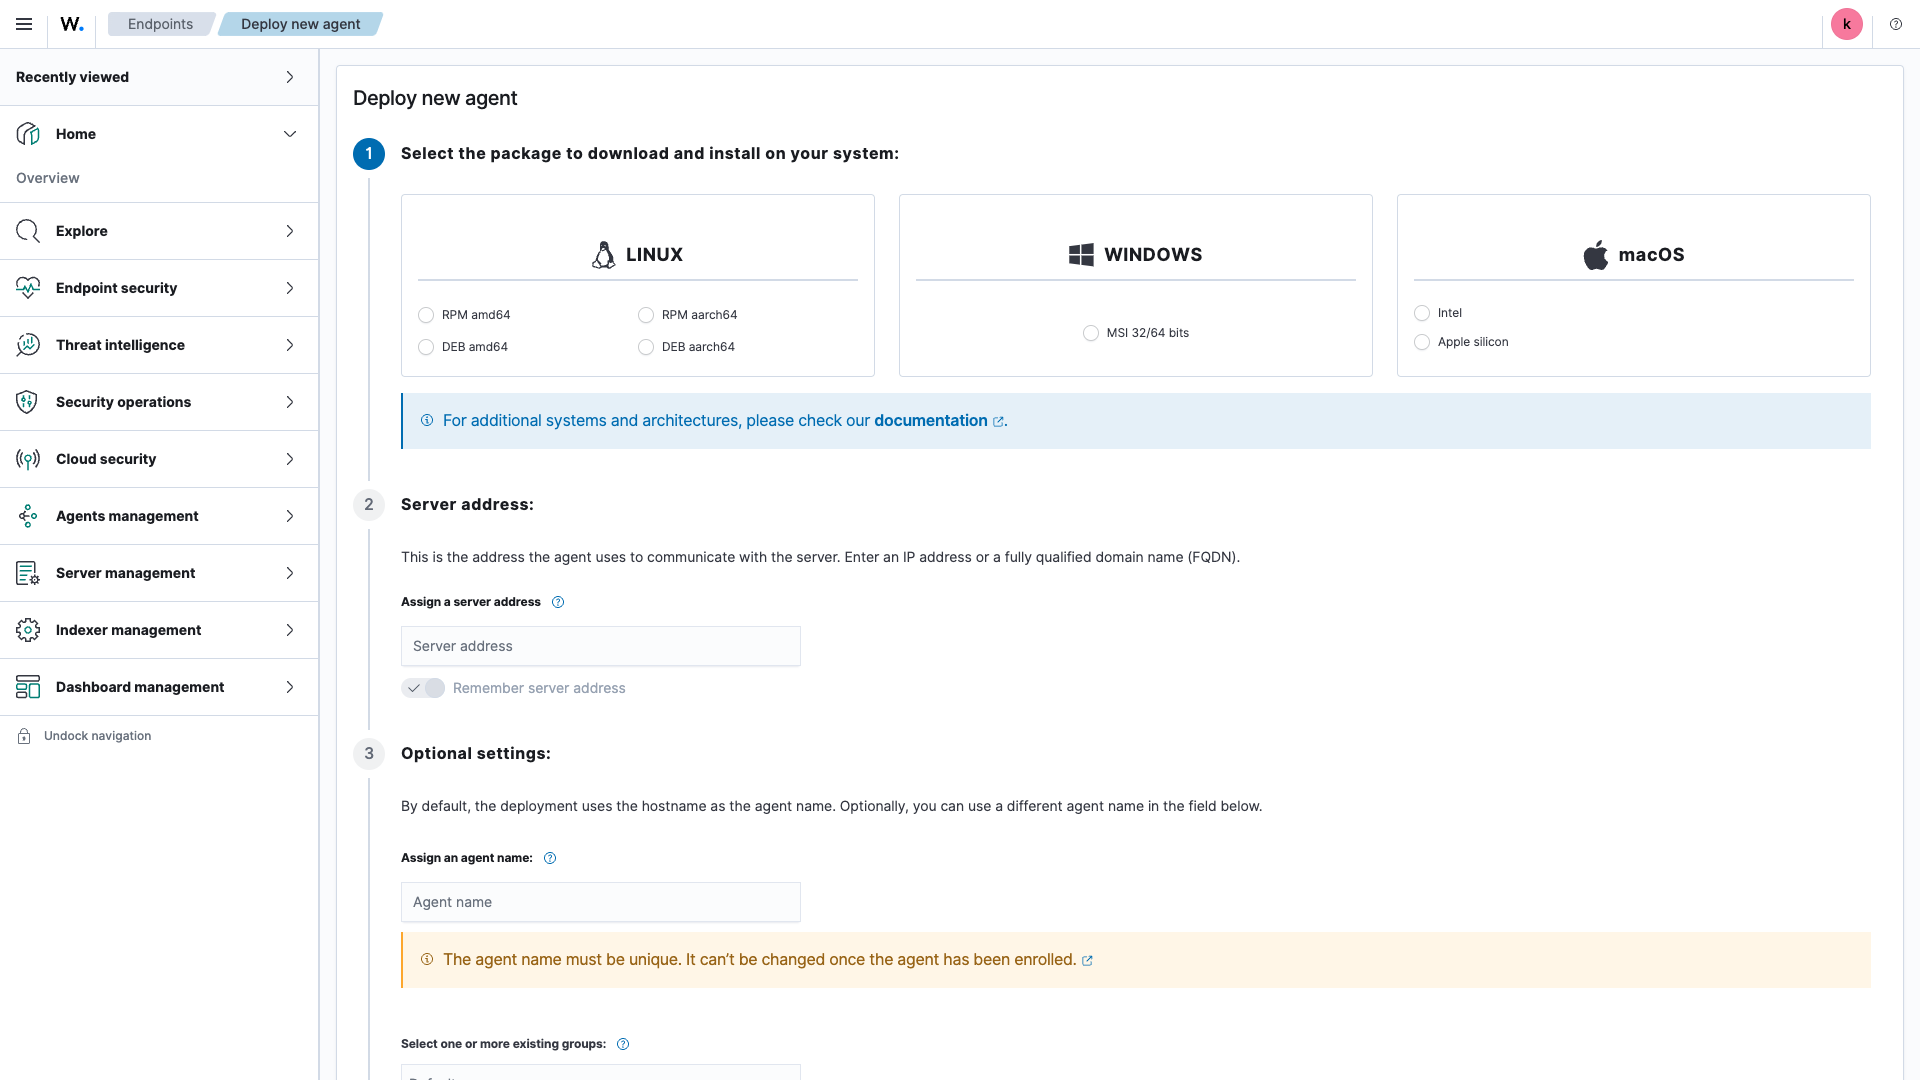 W.
Endpoints
Deploy new agent
k
Recently viewed
Home
Overview
Explore
Endpoint security
Threat intelligence
Security operations
Cloud security
Agents management
Server management
Indexer management
Dashboard management
Undock navigation
Deploy new agent
1
Select the package to download and install on your system:
LINUX
RPM amd64
RPM aarch64
DEB amd64
DEB aarch64
WINDOWS
MSI 32/64 bits
macOS
Intel
Apple silicon
For additional systems and architectures, please check our documentation.
2
Server address:
This is the address the agent uses to communicate with the server. Enter an IP address or a fully qualified domain name (FQDN).
Assign a server address
Server address
Remember server address
3
Optional settings:
By default, the deployment uses the hostname as the agent name. Optionally, you can use a different agent name in the field below.
Assign an agent name:
Agent name
The agent name must be unique. It can’t be changed once the agent has been enrolled.
Select one or more existing groups: